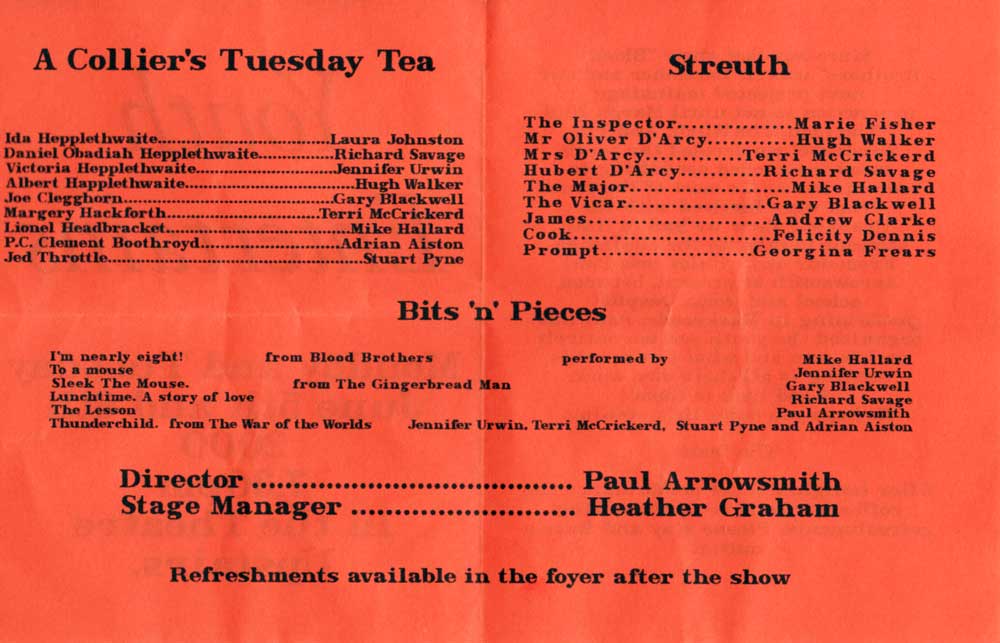 A Collier's Tuesday Tea
Ida Hepplethwaite..............................Laura Johnston
Daniel Obadiah Hepplethwaite.............Richard Savage
Victoria Hepplethwaite.......................Jennifer Urwin
Albert Happlethwaite.............................Hugh Walker
Joe Clegghorn....................................Gary Blackwell
Margery Hackforth..........................Terri McCrickerd
Lionel Headbracket................................Mike Hallard
P.C. Clement Boothroyd.......................Adrian Aiston
Jed Throttle...........................................Stuart Pyne
Streuth
The Inspector...............Marie Fisher
Mr Oliver D'Arcy...........Hugh Walker
Mrs D'Arcy............Terri McCrickerd
Hubert D'Arcy..........Richard Savage
The Major......................Mike Hallard
The Vicar..................Gary Blackwell
James.......................Andrew Clarke
Cook.........................Felicity Dennis
Prompt...................Georgina Frears
Bits 'n' Pieces
I'm nearly eight! from Blood Brothers performed by Mike Hallard
To a mouse Jennifer Urwin
Sleek The Mouse. from The Gingerbread Man Gary Blackwell
Lunchtime. A story of love Richard Savage
The Lesson Paul Arrowsmith
Thunderchild. from The War of the Worlds Jennifer Urwin, Terri McCrickerd, Stuart Pyne and Adrian Aiston
Director ...................................... Paul Arrowsmith
Stage Manager .......................... Heather Graham
Refreshments available in the foyer after the show